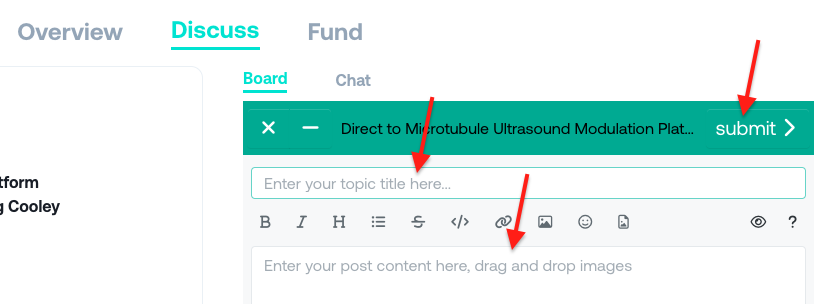 Overview Discuss Fund
Board Chat
Direct to Microtubule Ultrasound Modulation Plat... submit
tform
g Cooley
Enter your topic title here...
B I H S </> ?
Enter your post content here, drag and drop images